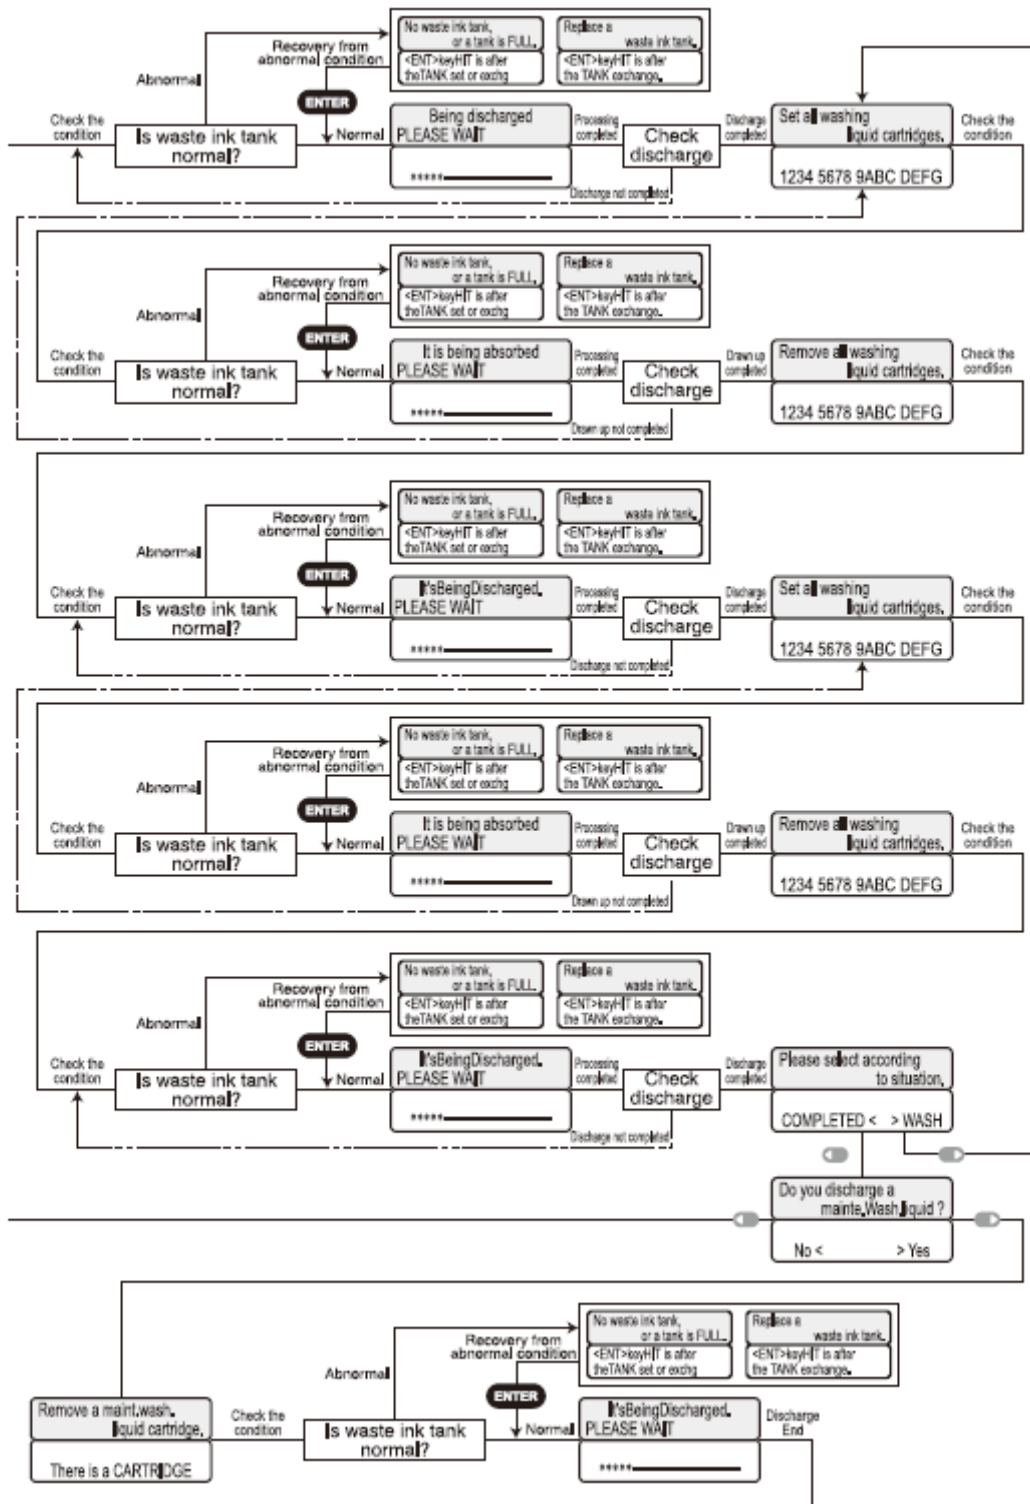 No waste ink tank,
or a tank is FULL.
Replace a
waste ink tank.
Recovery from
abnormal condition
<ENT>keyHIT is after
theTANK set or exchg
<ENT>keyHIT is after
the TANK exchange.
Abnormal
ENTER
Check the
condition
Is waste ink tank
normal?
Normal
Being discharged
PLEASE WAIT
*****
Processing
completed
Check
discharge
Discharge
completed
Set all washing
liquid cartridges.
1234 5678 9ABC DEFG
Check the
condition
Discharge not completed
No waste ink tank,
or a tank is FULL.
Replace a
waste ink tank.
Recovery from
abnormal condition
<ENT>keyHIT is after
theTANK set or exchg
<ENT>keyHIT is after
the TANK exchange.
Abnormal
ENTER
Check the
condition
Is waste ink tank
normal?
Normal
It is being absorbed
PLEASE WAIT
*****
Processing
completed
Check
discharge
Drawn up
completed
Remove all washing
liquid cartridges.
1234 5678 9ABC DEFG
Check the
condition
Drawn up not completed
No waste ink tank,
or a tank is FULL.
Replace a
waste ink tank.
Recovery from
abnormal condition
<ENT>keyHIT is after
theTANK set or exchg
<ENT>keyHIT is after
the TANK exchange.
Abnormal
ENTER
Check the
condition
Is waste ink tank
normal?
Normal
It'sBeingDischarged.
PLEASE WAIT
*****
Processing
completed
Check
discharge
Discharge
completed
Set all washing
liquid cartridges.
1234 5678 9ABC DEFG
Check the
condition
Discharge not completed
No waste ink tank,
or a tank is FULL.
Replace a
waste ink tank.
Recovery from
abnormal condition
<ENT>keyHIT is after
theTANK set or exchg
<ENT>keyHIT is after
the TANK exchange.
Abnormal
ENTER
Check the
condition
Is waste ink tank
normal?
Normal
It is being absorbed
PLEASE WAIT
*****
Processing
completed
Check
discharge
Drawn up
completed
Remove all washing
liquid cartridges.
1234 5678 9ABC DEFG
Check the
condition
Drawn up not completed
No waste ink tank,
or a tank is FULL.
Replace a
waste ink tank.
Recovery from
abnormal condition
<ENT>keyHIT is after
theTANK set or exchg
<ENT>keyHIT is after
the TANK exchange.
Abnormal
ENTER
Check the
condition
Is waste ink tank
normal?
Normal
It'sBeingDischarged.
PLEASE WAIT
*****
Processing
completed
Check
discharge
Discharge
completed
Please select according
to situation.
COMPLETED < > WASH
Discharge not completed
Do you discharge a
mainte.Wash.liquid ?
No < > Yes
No waste ink tank,
or a tank is FULL.
Replace a
waste ink tank.
Recovery from
abnormal condition
<ENT>keyHIT is after
theTANK set or exchg
<ENT>keyHIT is after
the TANK exchange.
Abnormal
ENTER
Remove a maint.wash.
liquid cartridge.
There is a CARTRIDGE
Check the
condition
Is waste ink tank
normal?
Normal
It'sBeingDischarged.
PLEASE WAIT
*****
Discharge
End